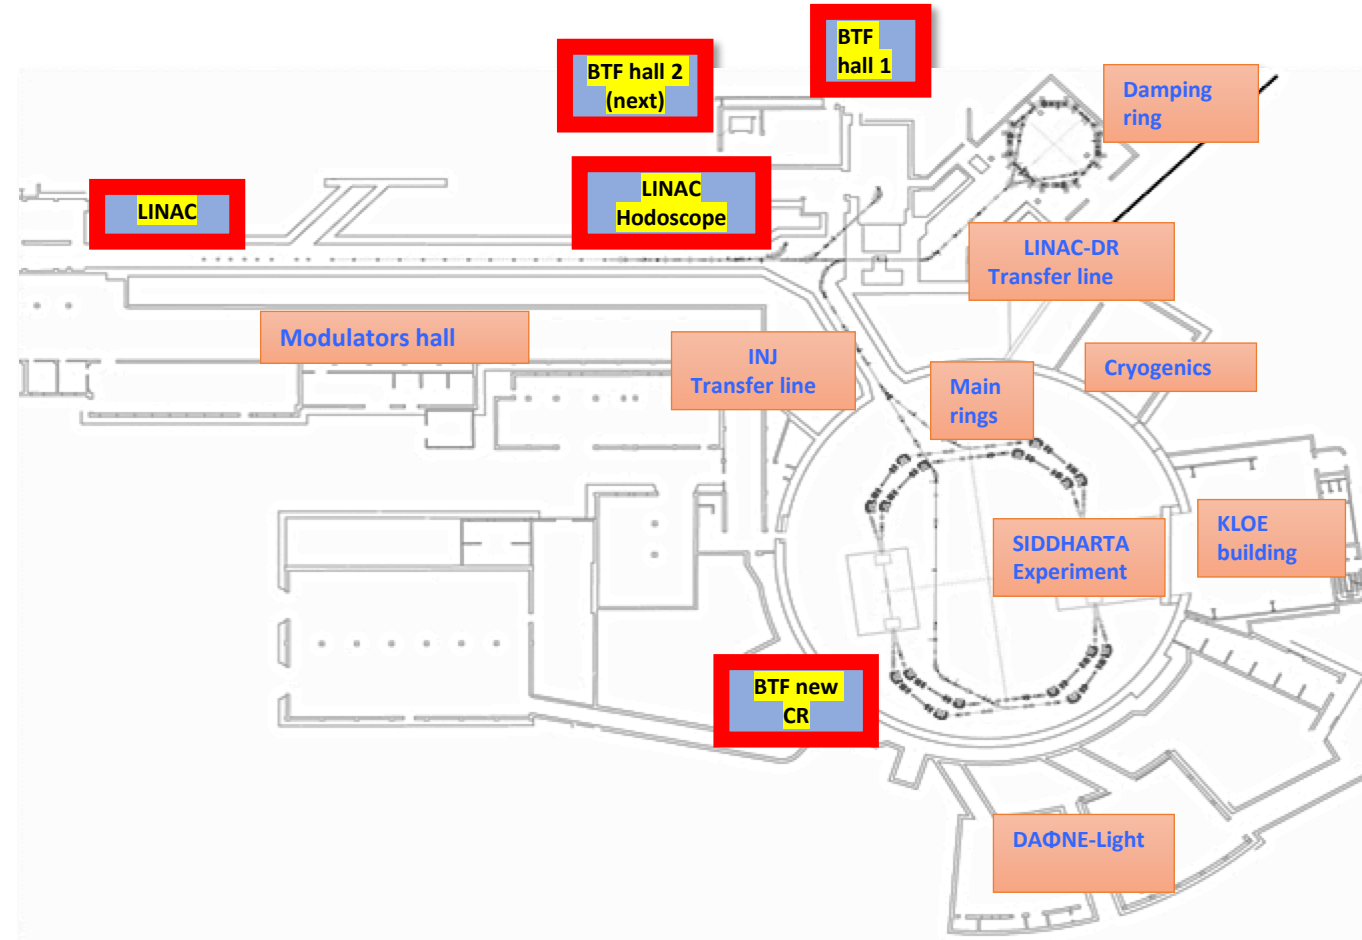 BTF
hall 1
BTF hall 2
(next)
Damping
ring
LINAC
LINAC
Hodoscope
LINAC-DR
Transfer line
Modulators hall
INJ
Transfer line
Main
rings
Cryogenics
KLOE
building
SIDDHARTA
Experiment
BTF new
CR
DAΦNE-Light